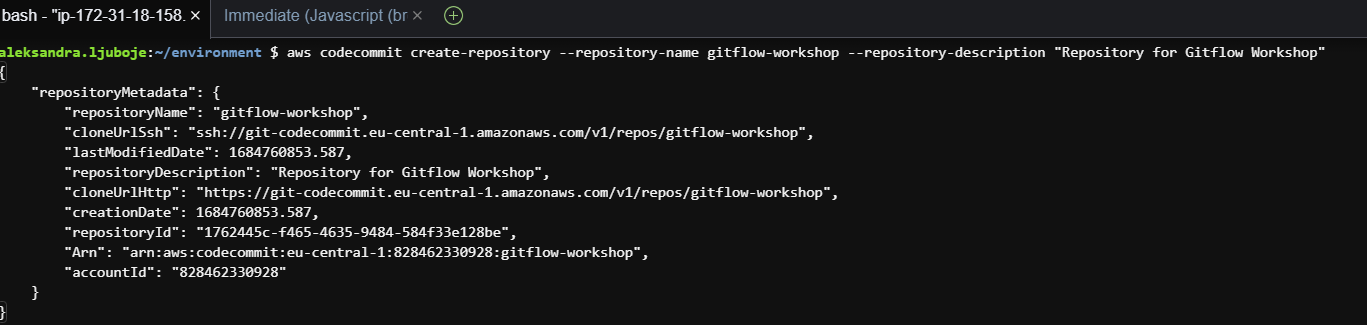 bash - "ip-172-31-18-158. × Immediate (Javascript (br ×
aleksandra.ljuboje:~/environment $ aws codecommit create-repository --repository-name gitflow-workshop --repository-description "Repository for Gitflow Workshop"
{
    "repositoryMetadata": {
        "repositoryName": "gitflow-workshop",
        "cloneUrlSsh": "ssh://git-codecommit.eu-central-1.amazonaws.com/v1/repos/gitflow-workshop",
        "lastModifiedDate": 1684760853.587,
        "repositoryDescription": "Repository for Gitflow Workshop",
        "cloneUrlHttp": "https://git-codecommit.eu-central-1.amazonaws.com/v1/repos/gitflow-workshop",
        "creationDate": 1684760853.587,
        "repositoryId": "1762445c-f465-4635-9484-584f33e128be",
        "Arn": "arn:aws:codecommit:eu-central-1:828462330928:gitflow-workshop",
        "accountId": "828462330928"
    }
}